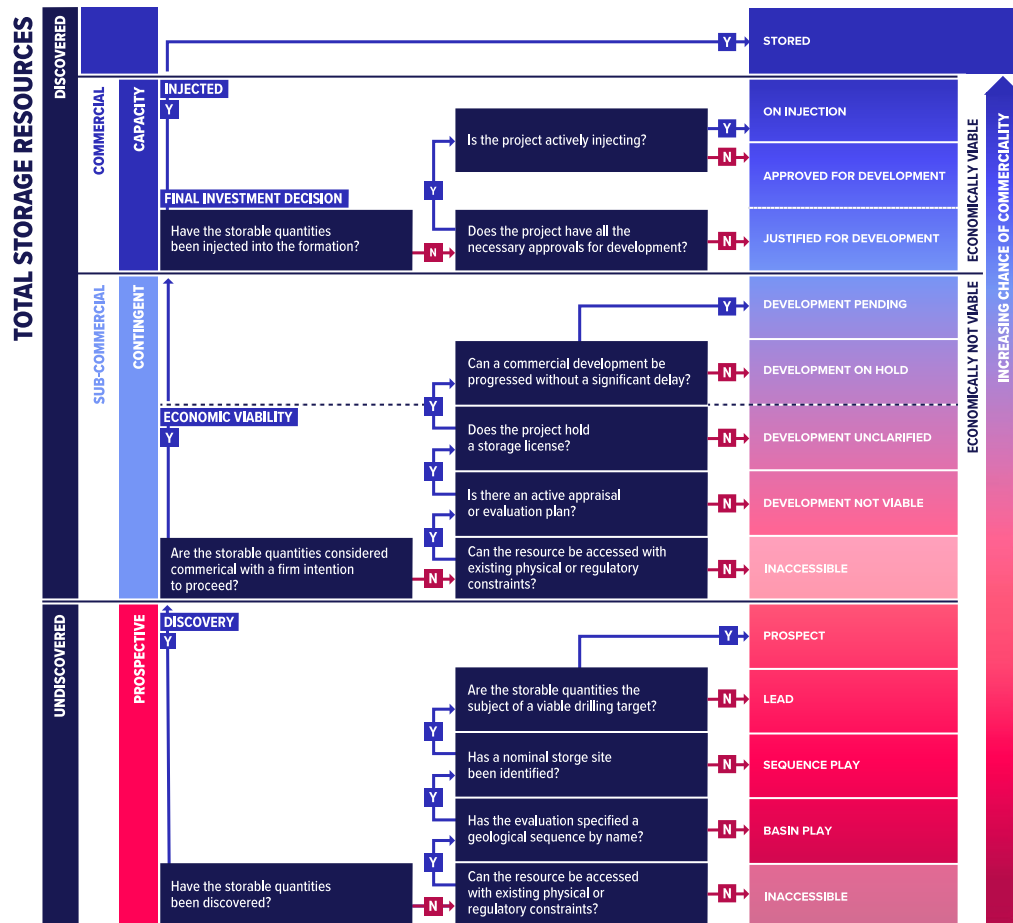 TOTAL STORAGE RESOURCES
DISCOVERED
Y
STORED
COMMERCIAL
CAPACITY
INJECTED
Y
Is the project actively injecting?
Y
ON INJECTION
N
APPROVED FOR DEVELOPMENT
Y
FINAL INVESTMENT DECISION
Have the storable quantities
been injected into the formation?
N
Does the project have all the
necessary approvals for development?
N
JUSTIFIED FOR DEVELOPMENT
ECONOMICALLY VIABLE
SUB-COMMERCIAL
CONTINGENT
Y
DEVELOPMENT PENDING
Can a commercial development be
progressed without a significant delay?
N
DEVELOPMENT ON HOLD
Y
ECONOMIC VIABILITY
Y
Does the project hold
a storage license?
N
DEVELOPMENT UNCLARIFIED
Y
Is there an active appraisal
or evaluation plan?
N
DEVELOPMENT NOT VIABLE
Y
Are the storable quantities considered
commerical with a firm intention
to proceed?
N
Can the resource be accessed with
existing physical or regulatory
constraints?
N
INACCESSIBLE
ECONOMICALLY NOT VIABLE
INCREASING CHANCE OF COMMERCIALITY
UNDISCOVERED
PROSPECTIVE
DISCOVERY
Y
Y
PROSPECT
Are the storable quantities the
subject of a viable drilling target?
N
LEAD
Y
Has a nominal storge site
been identified?
N
SEQUENCE PLAY
Y
Has the evaluation specified a
geological sequence by name?
N
BASIN PLAY
Y
Have the storable quantities
been discovered?
N
Can the resource be accessed
with existing physical or
regulatory constraints?
N
INACCESSIBLE